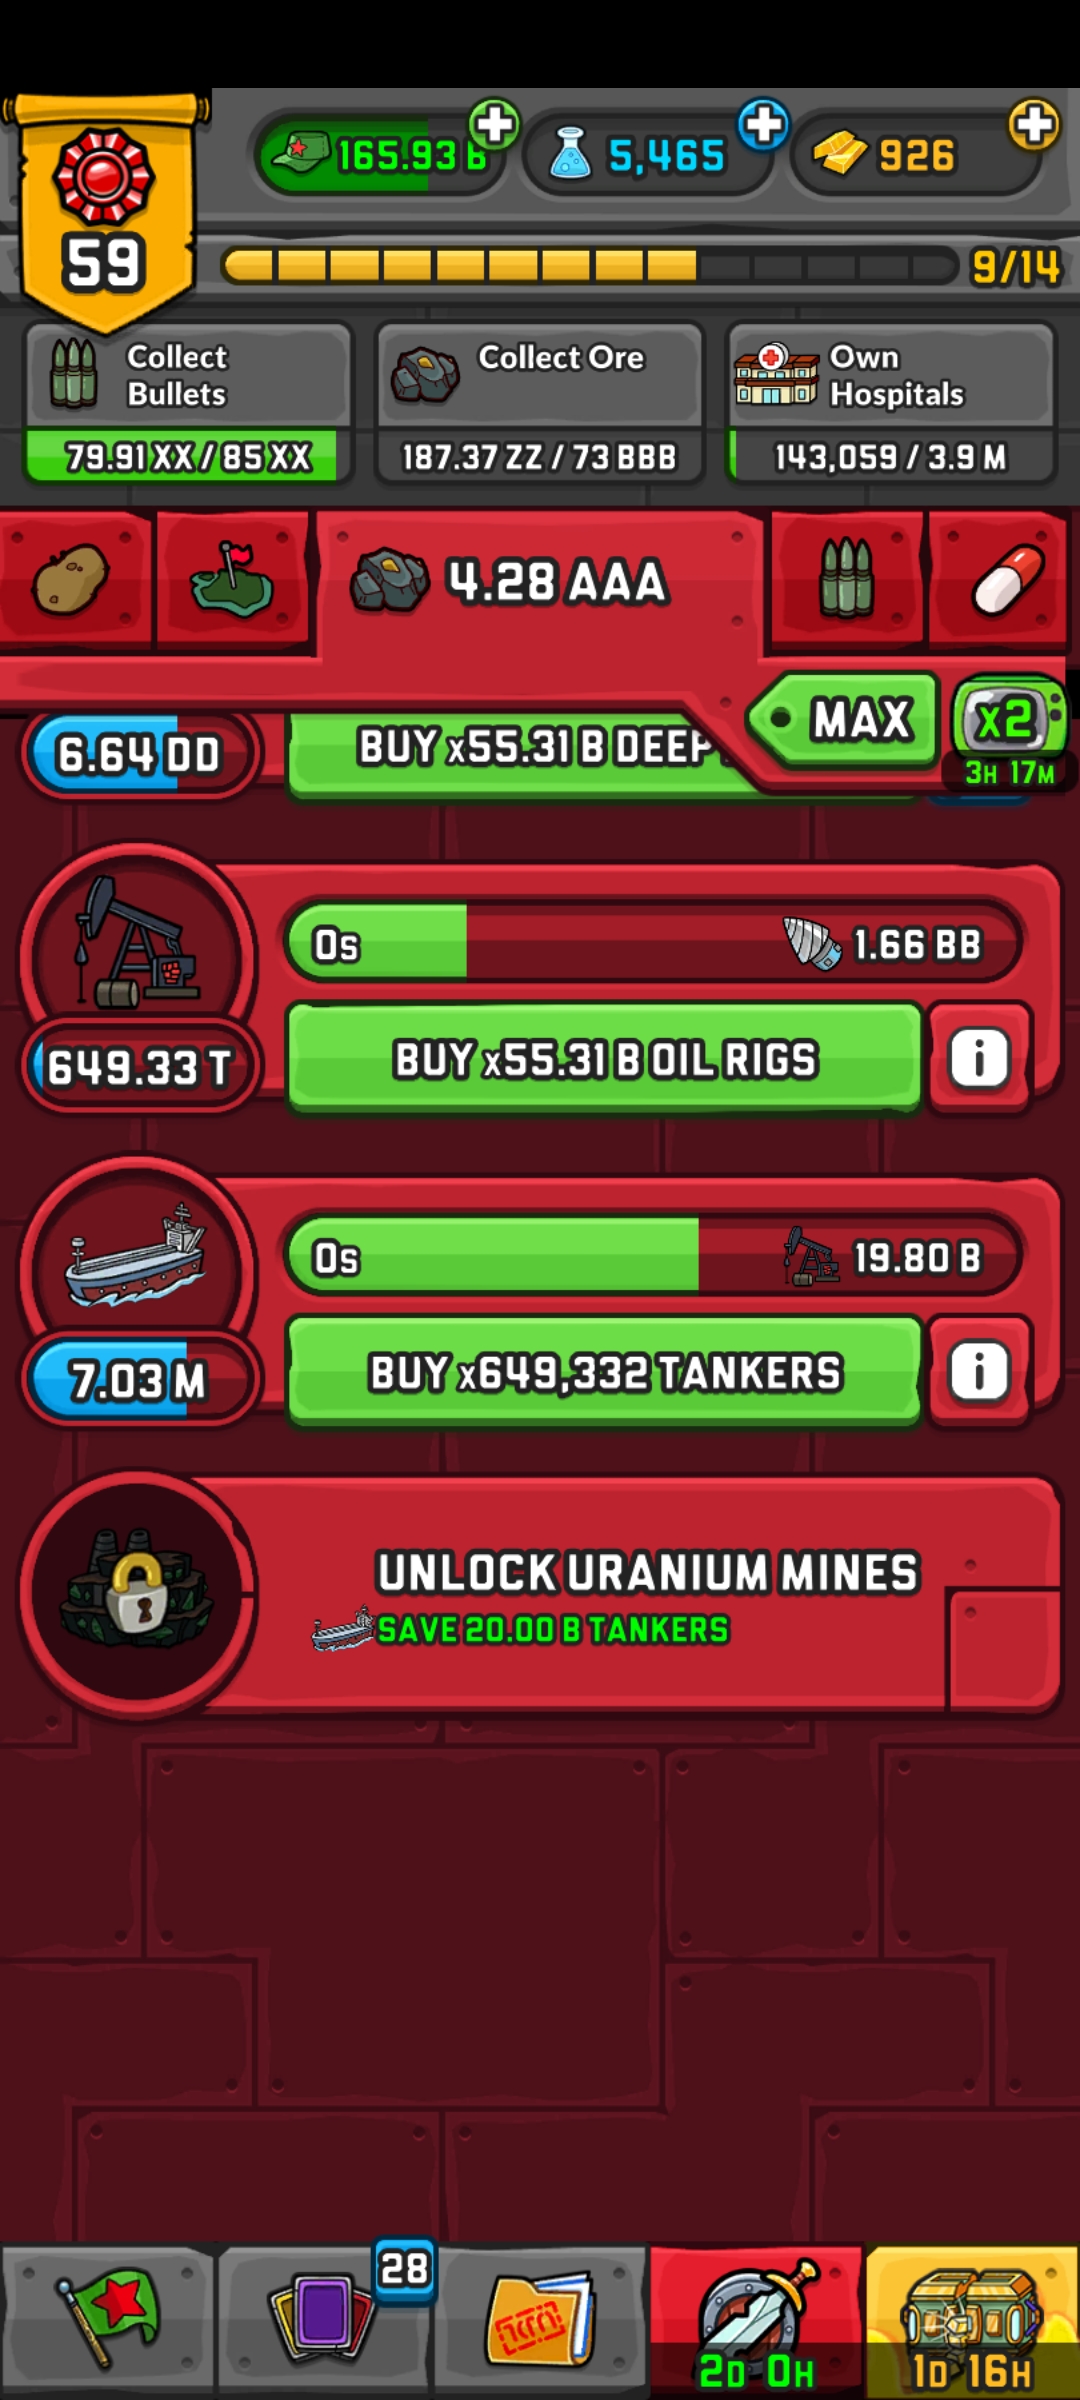 165.93 B
5,465
926
59
9/14
Collect
Bullets
79.91 XX / 85 XX
Collect Ore
187.37 ZZ / 73 BBB
Own
Hospitals
143,059 / 3.9 M
4.28 AAA
MAX
x2
3H 17M
6.64 DD
BUY x55.31 B DEEP
0s
1.66 BB
649.33 T
BUY x55.31 B OIL RIGS
i
0s
19.80 B
7.03 M
BUY x649,332 TANKERS
i
UNLOCK URANIUM MINES
SAVE 20.00 B TANKERS
28
2D 0H
1D 16H